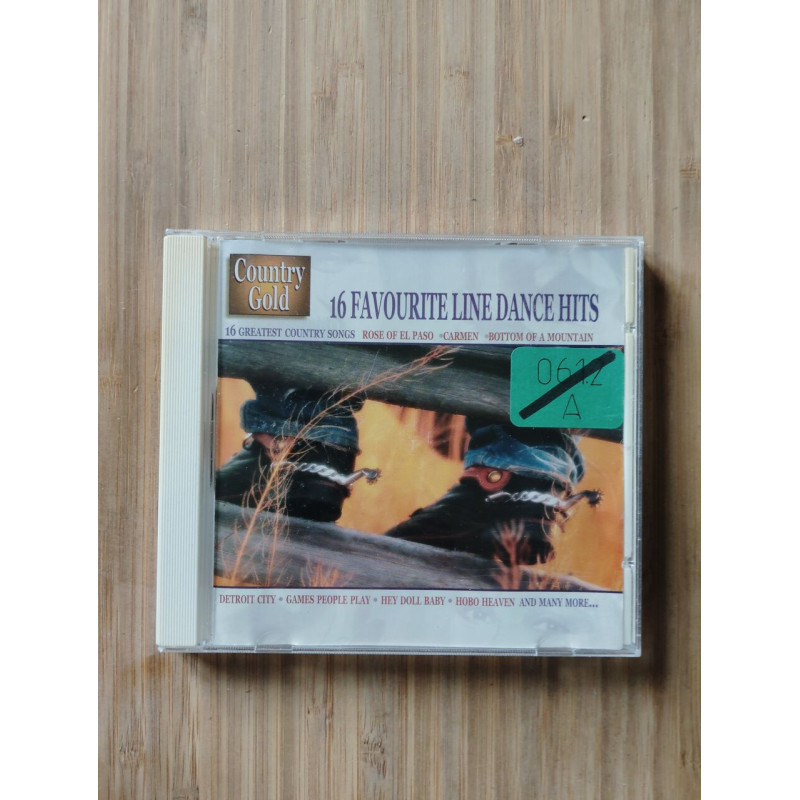 Country
Gold
16 FAVOURITE LINE DANCE HITS
16 GREATEST COUNTRY SONGS ROSE OF EL PASO •CARMEN •BOTTOM OF A MOUNTAIN
0612
A
DETROIT CITY • GAMES PEOPLE PLAY • HEY DOLL BABY • HOBO HEAVEN AND MANY MORE...